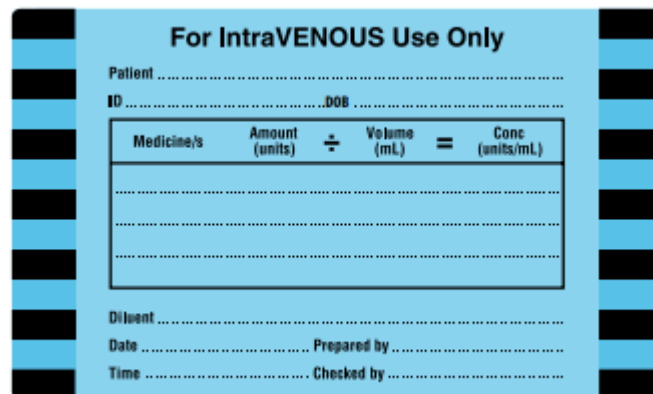 For IntraVENOUS Use Only
Patient ........................................................................
ID ....................................DOB .....................................
Medicine/s Amount (units) ÷ Volume (mL) = Conc (units/mL)
................................................................................
................................................................................
................................................................................
Diluent ........................................................................
Date .............................. Prepared by ...............................
Time .............................. Checked by ................................